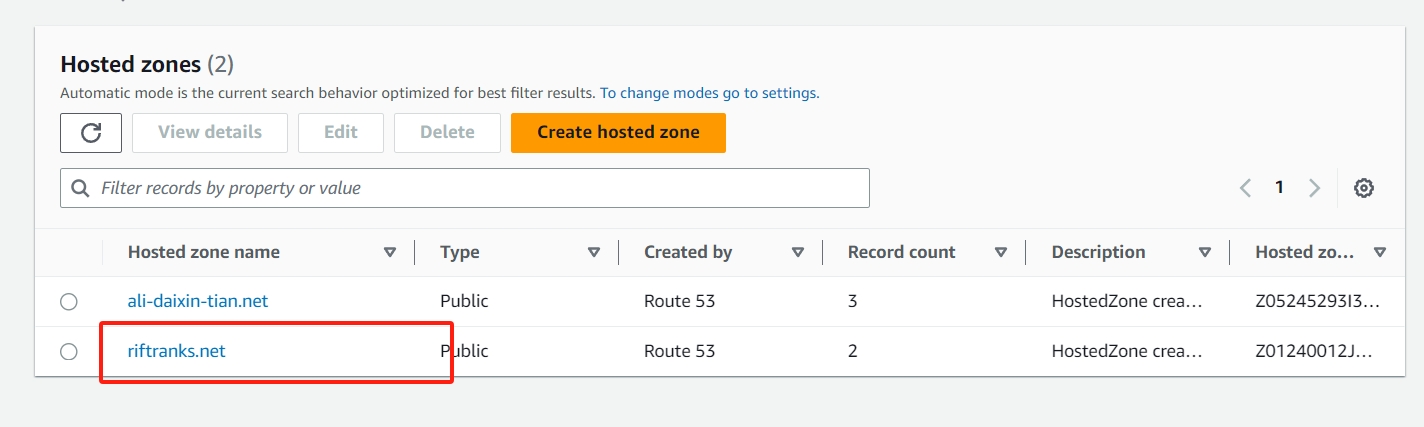 Hosted zones (2)
Automatic mode is the current search behavior optimized for best filter results. To change modes go to settings.
View details Edit Delete Create hosted zone
Filter records by property or value 1
Hosted zone name Type Created by Record count Description Hosted zo...
ali-daixin-tian.net Public Route 53 3 HostedZone crea... Z05245293I3...
riftranks.net Public Route 53 2 HostedZone crea... Z01240012J...